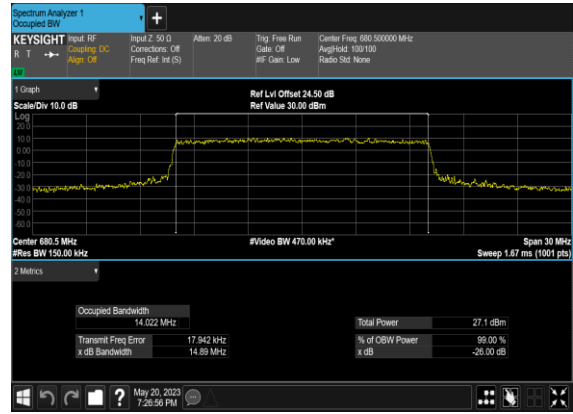 Spectrum Analyzer 1
Occupied BW
KEYSIGHT Input: RF Input Z: 50 Ω Atten: 20 dB Trig: Free Run Center Freq: 680.500000 MHz
R T Coupling: DC Corrections: Off Gate: Off Avg|Hold: 100/100
Align: Off Freq Ref: Int (S) #IF Gain: Low Radio Std: None
1 Graph Ref Lvl Offset 24.50 dB
Scale/Div 10.0 dB Ref Value 30.00 dBm
Log
20.0
10.0
0.00
-10.0
-20.0
-30.0
-40.0
-50.0
-60.0
Center 680.5 MHz #Video BW 470.00 kHz* Span 30 MHz
#Res BW 150.00 kHz Sweep 1.67 ms (1001 pts)
2 Metrics
Occupied Bandwidth
14.022 MHz Total Power 27.1 dBm
Transmit Freq Error 17.942 kHz % of OBW Power 99.00 %
x dB Bandwidth 14.89 MHz x dB -26.00 dB
May 20, 2023
7:26:56 PM